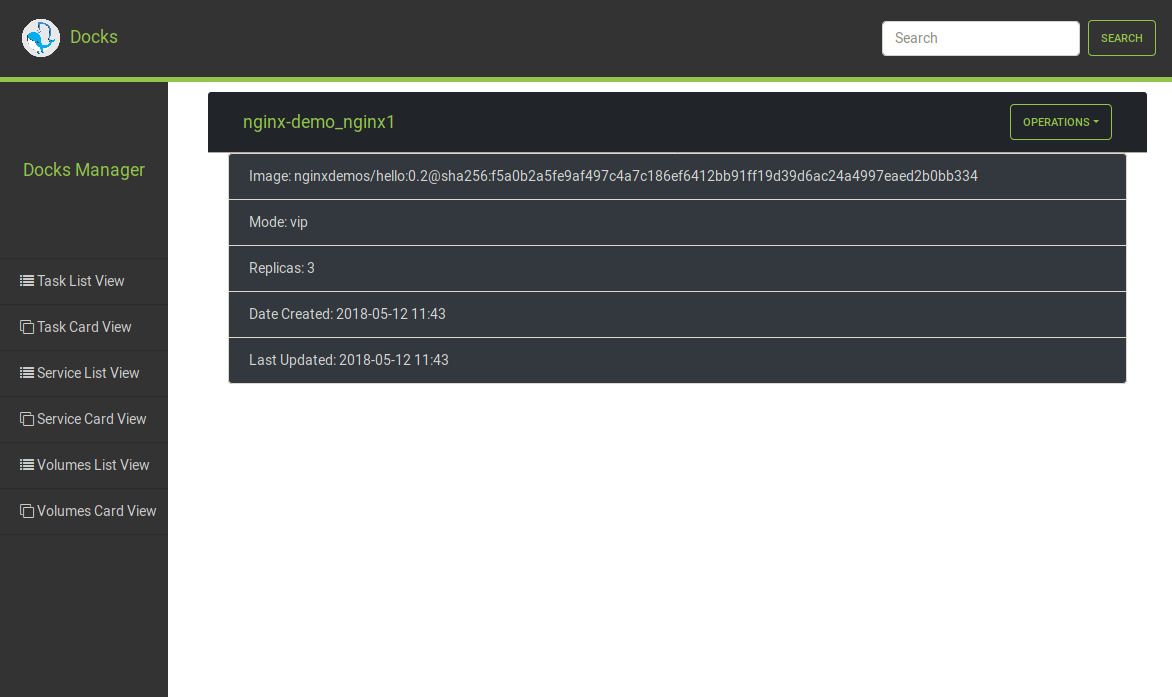 Docks
Search
SEARCH
Docks Manager
Task List View
Task Card View
Service List View
Service Card View
Volumes List View
Volumes Card View
nginx-demo_nginx1
OPERATIONS
Image: nginxdemos/hello:0.2@sha256:f5a0b2a5fe9af497c4a7c186ef6412bb91ff19d39d6ac24a4997eaed2b0bb334
Mode: vip
Replicas: 3
Date Created: 2018-05-12 11:43
Last Updated: 2018-05-12 11:43